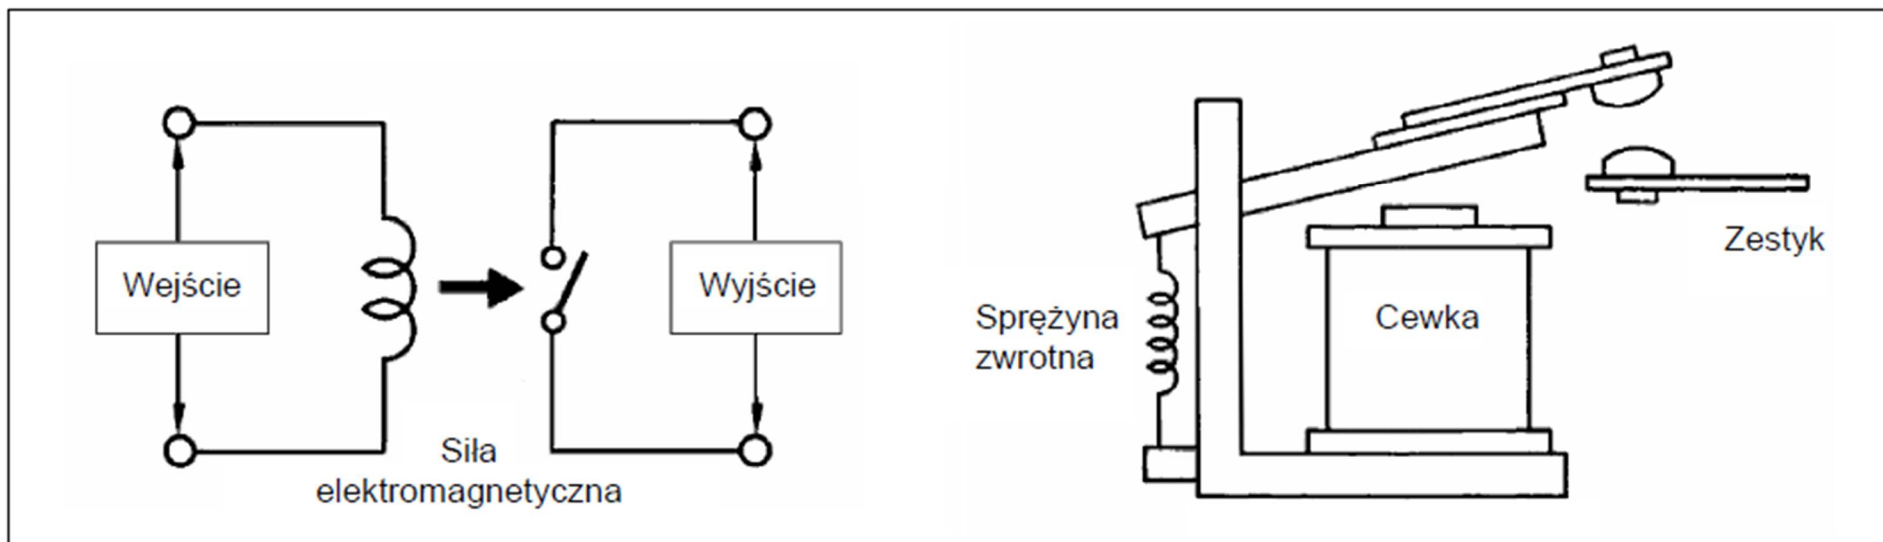 Wejście
Wyjście
Siła
elektromagnetyczna
Sprężyna
zwrotna
Cewka
Zestyk